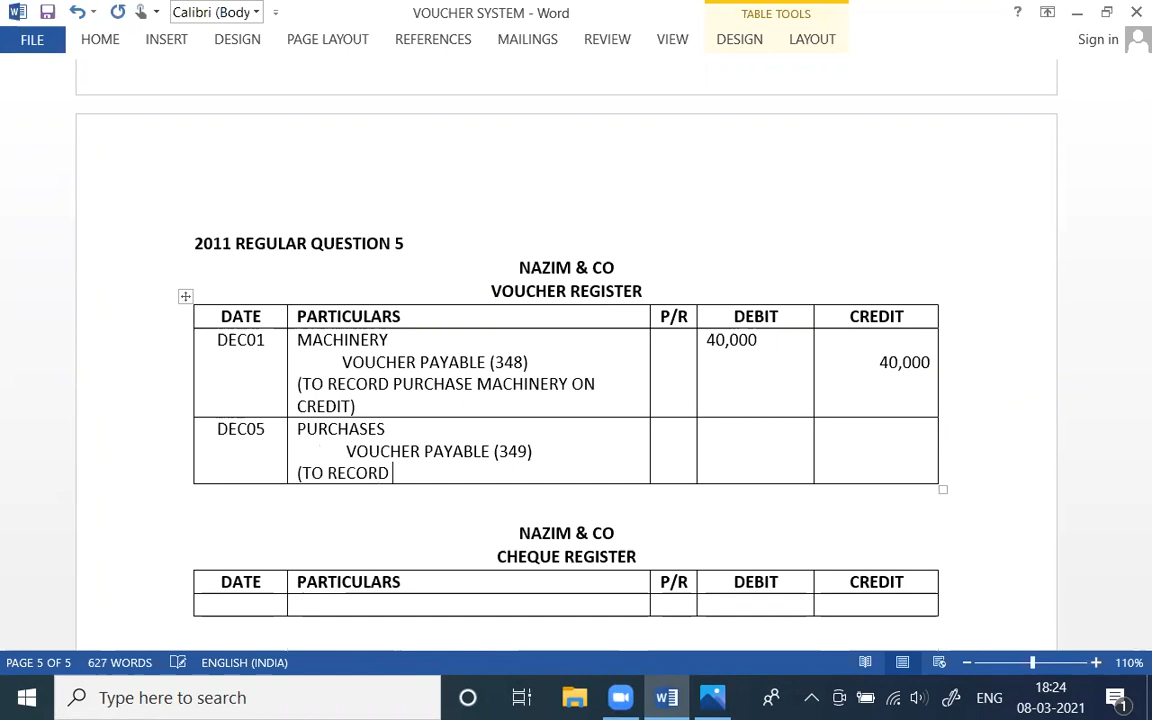 Calibri (Body
VOUCHER SYSTEM - Word
TABLE TOOLS
?
FILE HOME INSERT DESIGN PAGE LAYOUT REFERENCES MAILINGS REVIEW VIEW DESIGN LAYOUT Sign in
2011 REGULAR QUESTION 5
NAZIM & CO
VOUCHER REGISTER
DATE PARTICULARS P/R DEBIT CREDIT
DEC01 MACHINERY 40,000
VOUCHER PAYABLE (348) 40,000
(TO RECORD PURCHASE MACHINERY ON
CREDIT)
DEC05 PURCHASES
VOUCHER PAYABLE (349)
(TO RECORD
NAZIM & CO
CHEQUE REGISTER
DATE PARTICULARS P/R DEBIT CREDIT
PAGE 5 OF 5 627 WORDS ENGLISH (INDIA) 110%
Type here to search ENG 18:24
08-03-2021 1